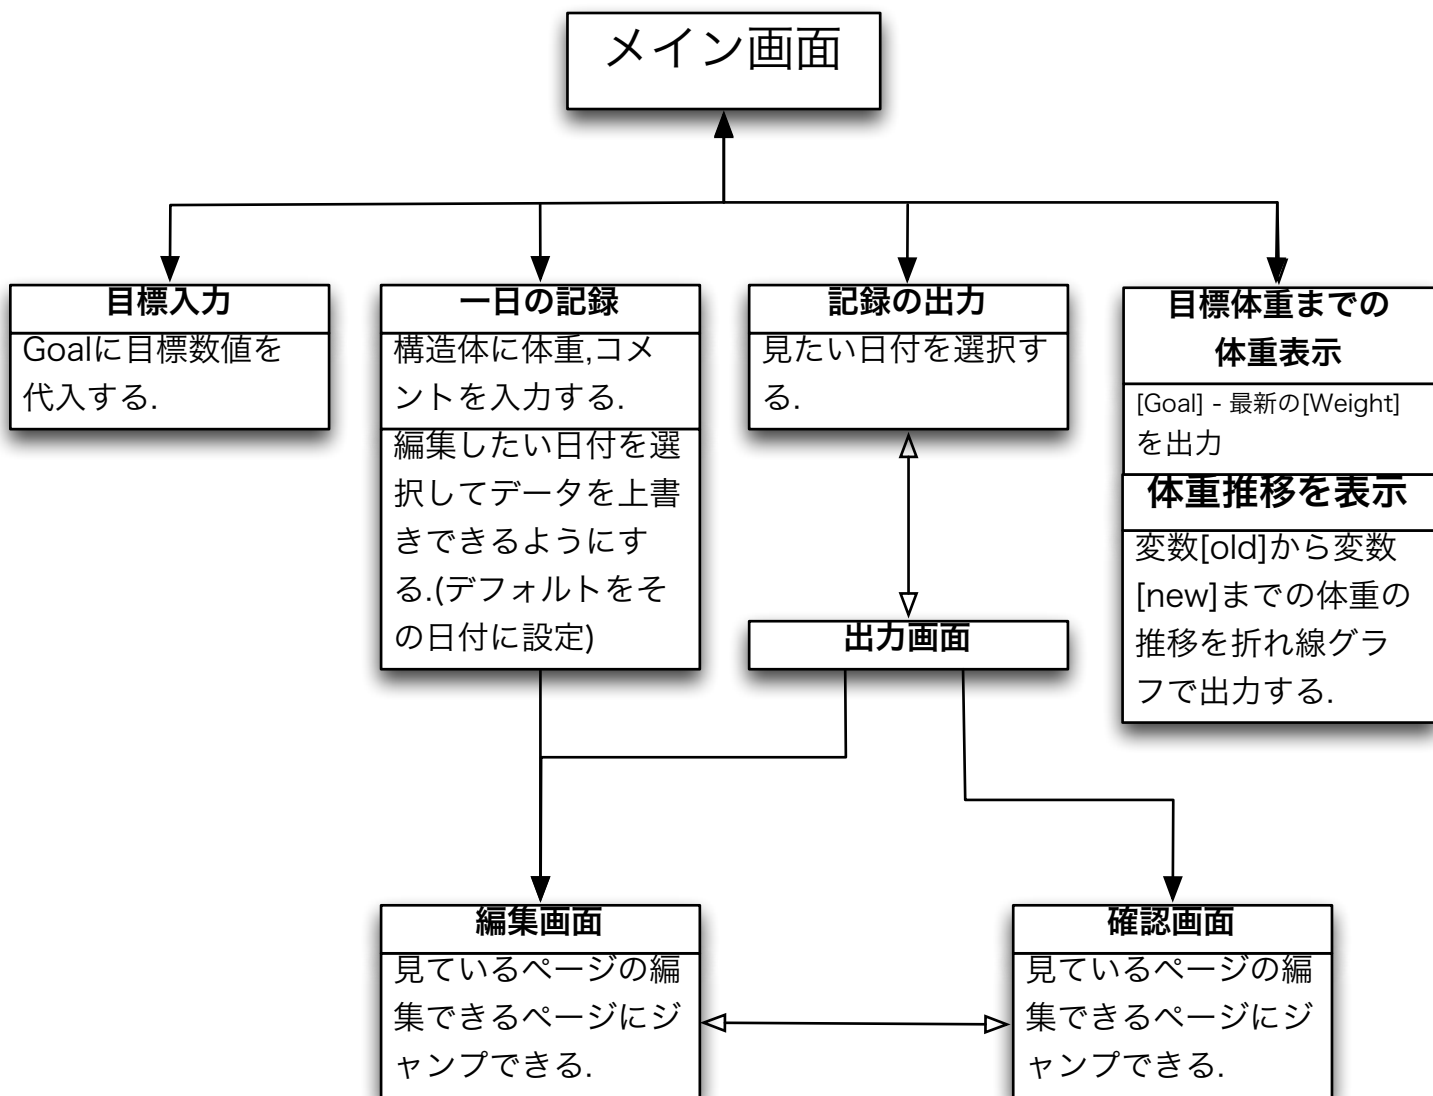 メイン画面
目標入力
Goalに目標数値を
代入する.
一日の記録
構造体に体重,コメ
ントを入力する.
編集したい日付を選
択してデータを上書
きできるようにす
る.(デフォルトをそ
の日付に設定)
記録の出力
見たい日付を選択す
る.
出力画面
目標体重までの
体重表示
[Goal] - 最新の[Weight]
を出力
体重推移を表示
変数[old]から変数
[new]までの体重の
推移を折れ線グラ
フで出力する.
編集画面
見ているページの編
集できるページにジ
ャンプできる.
確認画面
見ているページの編
集できるページにジ
ャンプできる.